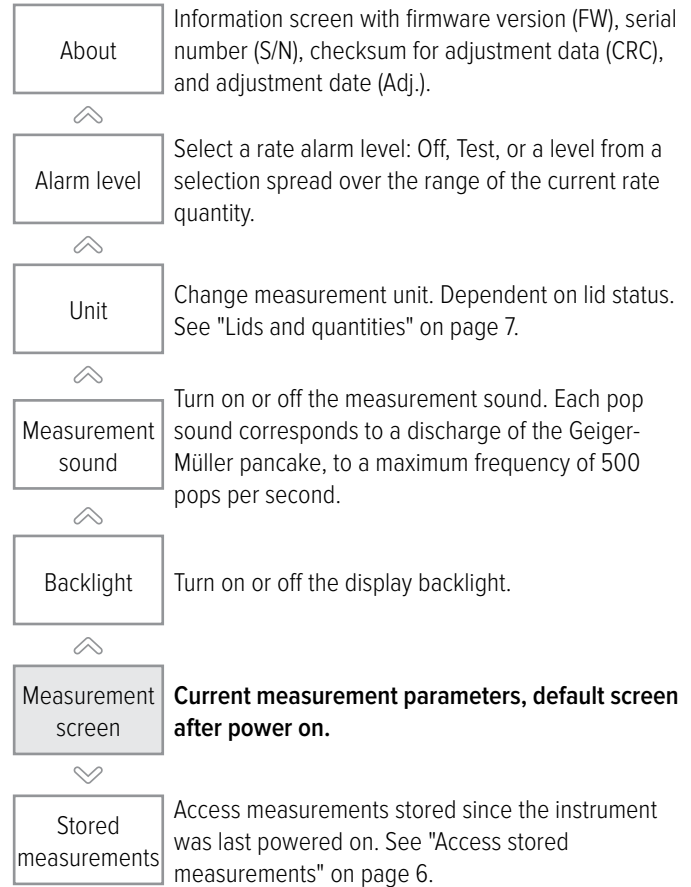 About
Information screen with firmware version (FW), serial
number (S/N), checksum for adjustment data (CRC),
and adjustment date (Adj.).
Alarm level
Select a rate alarm level: Off, Test, or a level from a
selection spread over the range of the current rate
quantity.
Unit
Change measurement unit. Dependent on lid status.
See "Lids and quantities" on page 7.
Measurement
sound
Turn on or off the measurement sound. Each pop
sound corresponds to a discharge of the Geiger-
Müller pancake, to a maximum frequency of 500
pops per second.
Backlight
Turn on or off the display backlight.
Measurement
screen
Current measurement parameters, default screen
after power on.
Stored
measurements
Access measurements stored since the instrument
was last powered on. See "Access stored
measurements" on page 6.